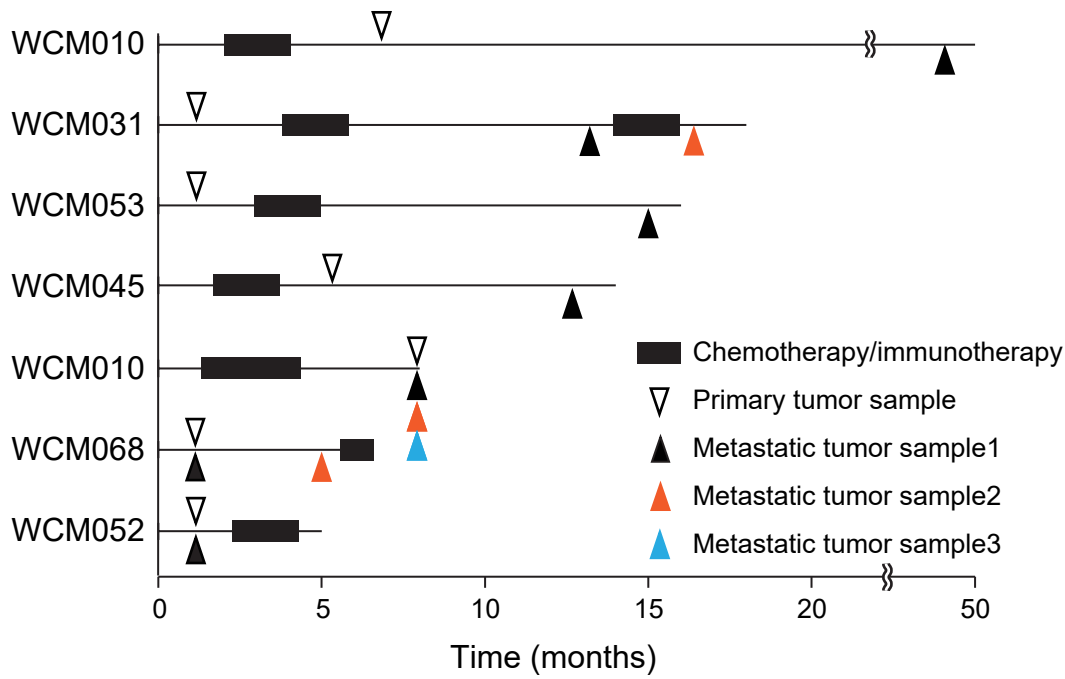 WCM010
WCM031
WCM053
WCM045
WCM010
WCM068
WCM052
Chemotherapy/immunotherapy
Primary tumor sample
Metastatic tumor sample1
Metastatic tumor sample2
Metastatic tumor sample3
0 5 10 15 20 50
Time (months)